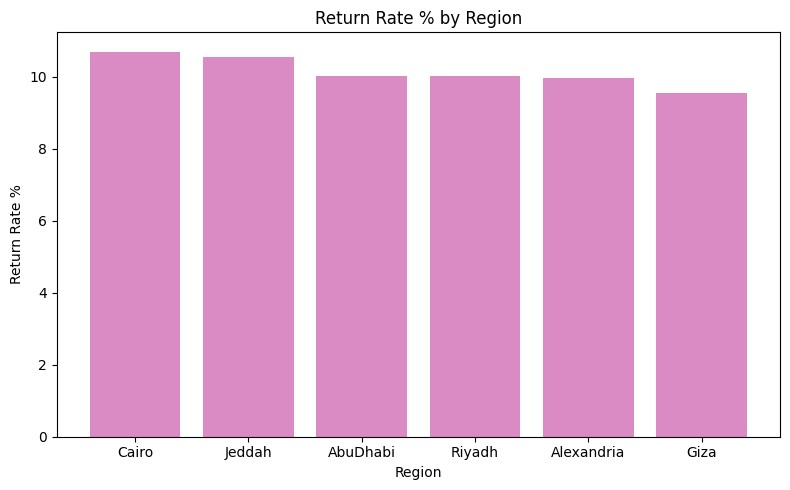 Return Rate % by Region
Return Rate %
10
8
6
4
2
0
Cairo Jeddah AbuDhabi Riyadh Alexandria Giza
Region